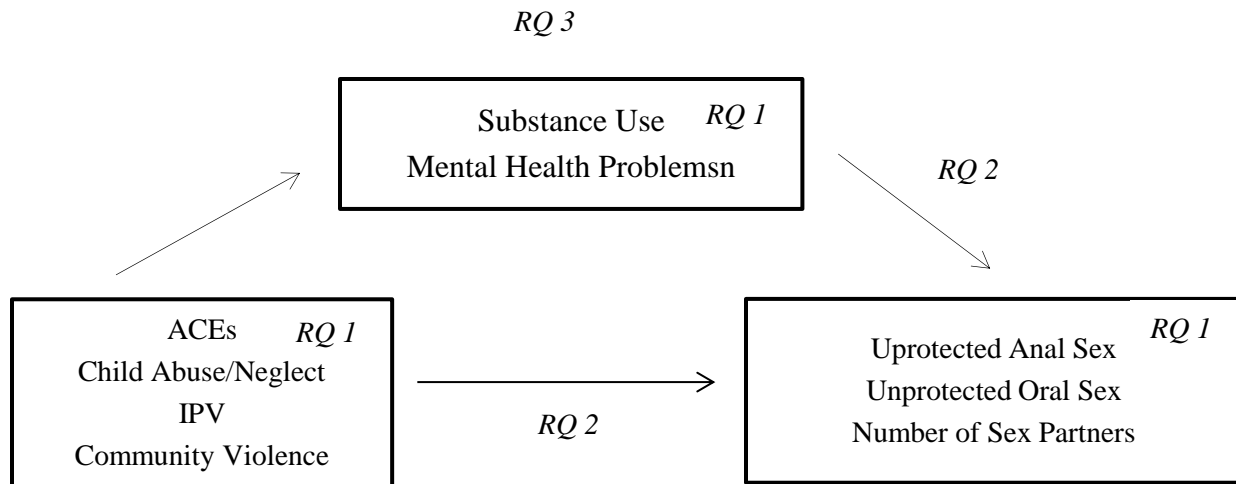 RQ 3
Substance Use RQ 1
Mental Health Problemsn
RQ 2
ACEs RQ 1
Child Abuse/Neglect
IPV
Community Violence
RQ 2
RQ 1
Uprotected Anal Sex
Unprotected Oral Sex
Number of Sex Partners